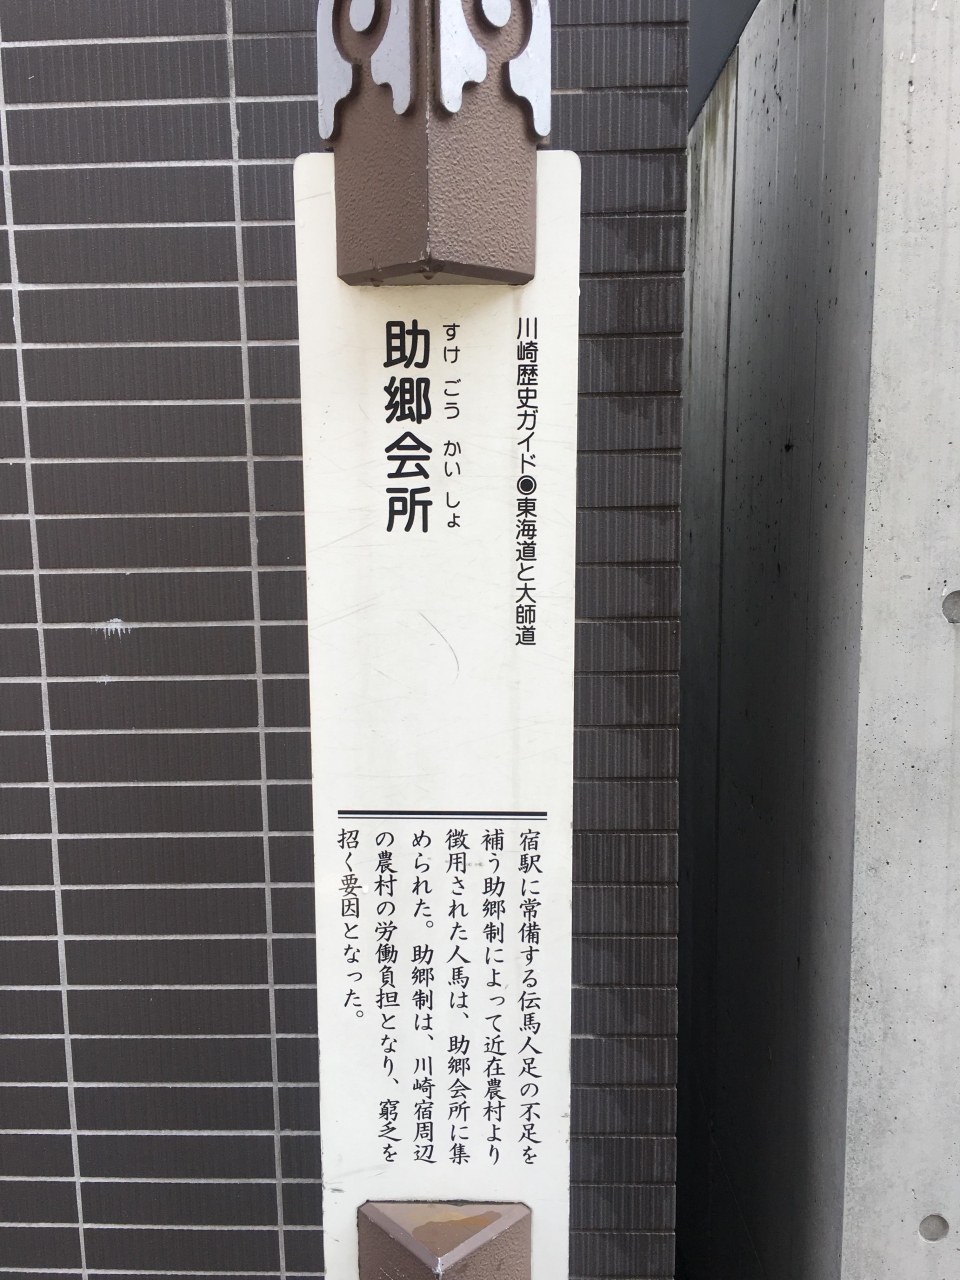 川崎歴史ガイド◉東海道と大師道
すけごうかいしょ
助郷会所
宿駅に常備する伝馬人足の不足を
補う助郷制によって近在農村より
徴用された人馬は、助郷会所に集
められた。助郷制は、川崎宿周辺
の農村の労働負担となり、窮乏を
招く要因となった。